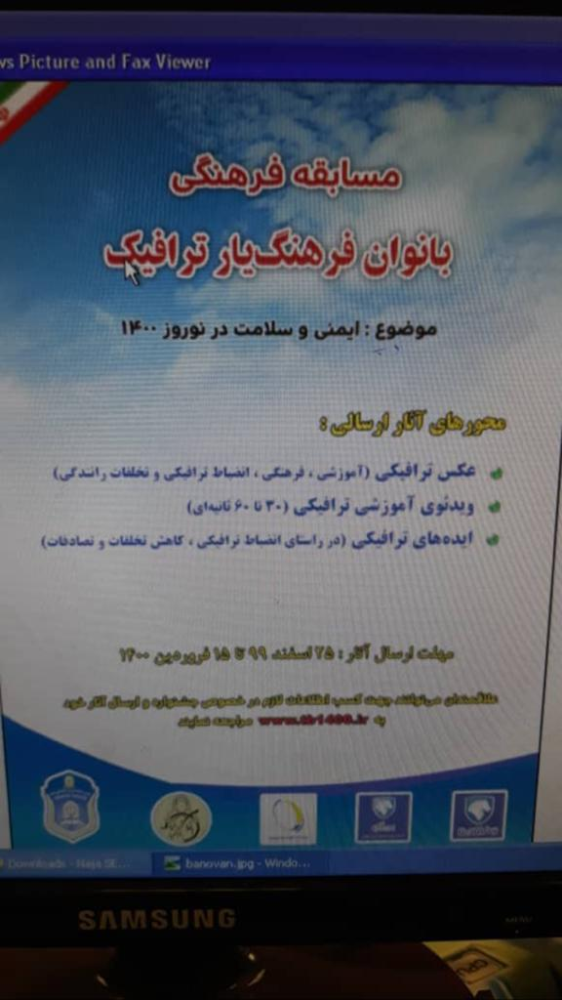 ws Picture and Fax Viewer
مسابقه فرهنگی
بانوان فرهنگ‌یار ترافیک
موضوع : ایمنی و سلامت در نوروز ۱۴۰۰
محورهای آثار ارسالی :
عکس ترافیکی (آموزشی ، فرهنگی ، انضباط ترافیکی و تخلفات رانندگی)
ویدئوی آموزشی ترافیکی (۳۰ تا ۶۰ ثانیه‌ای)
ایده‌های ترافیکی (در راستای انضباط ترافیکی ، کاهش تخلفات و تصادفات)
مهلت ارسال آثار : ۲۵ اسفند ۹۹ تا ۱۵ فروردین ۱۴۰۰
علاقمندان می‌توانند جهت کسب اطلاعات لازم در خصوص جشنواره و ارسال آثار خود
به مراجعه نمایند
Downloads - Naja SE...
banovan.jpg - Windo...
SAMSUNG
MENU